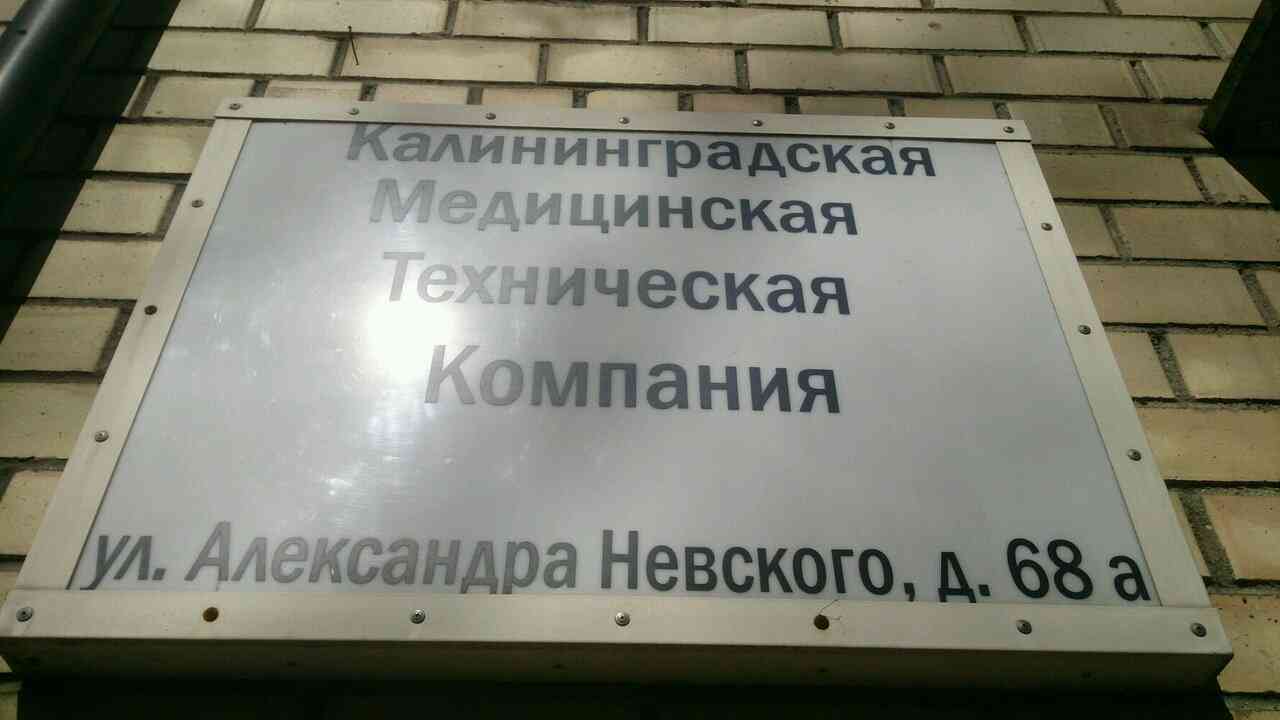 Калининградская
Медицинская
Техническая
Компания
ул. Александра Невского, д. 68 а